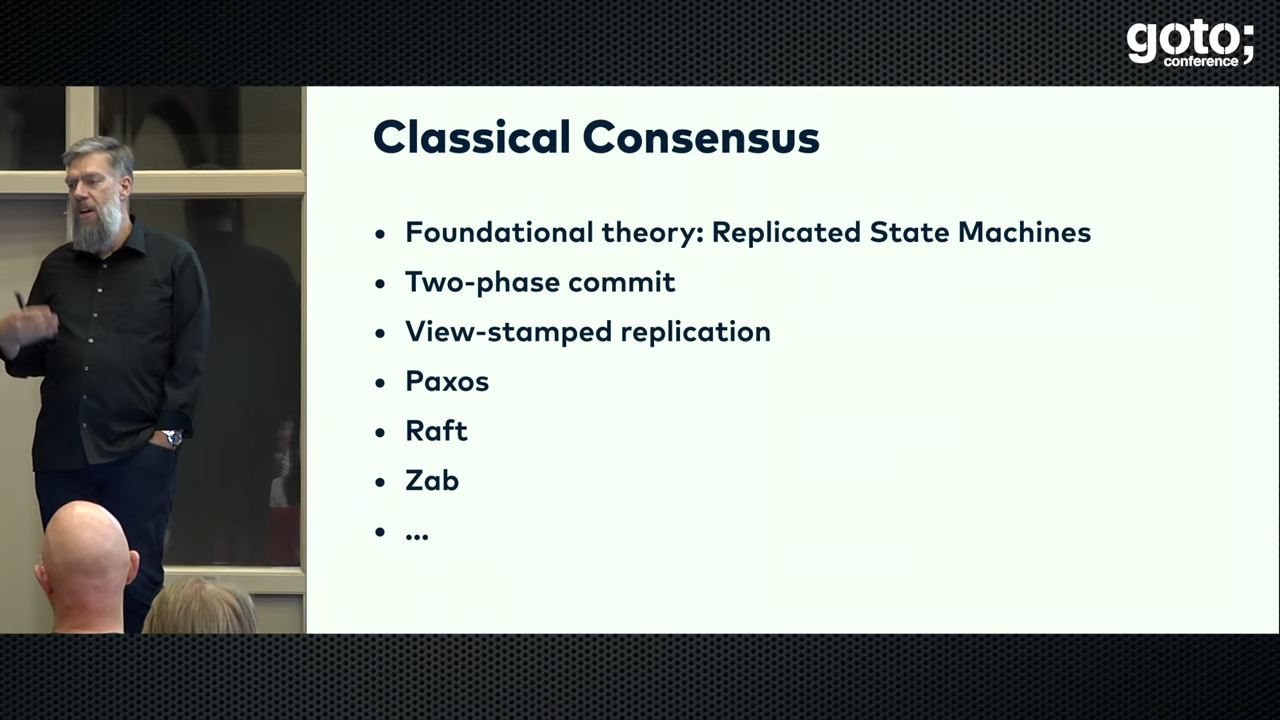 goto;
conference
Classical Consensus
• Foundational theory: Replicated State Machines
• Two-phase commit
• View-stamped replication
• Paxos
• Raft
• Zab
• ...